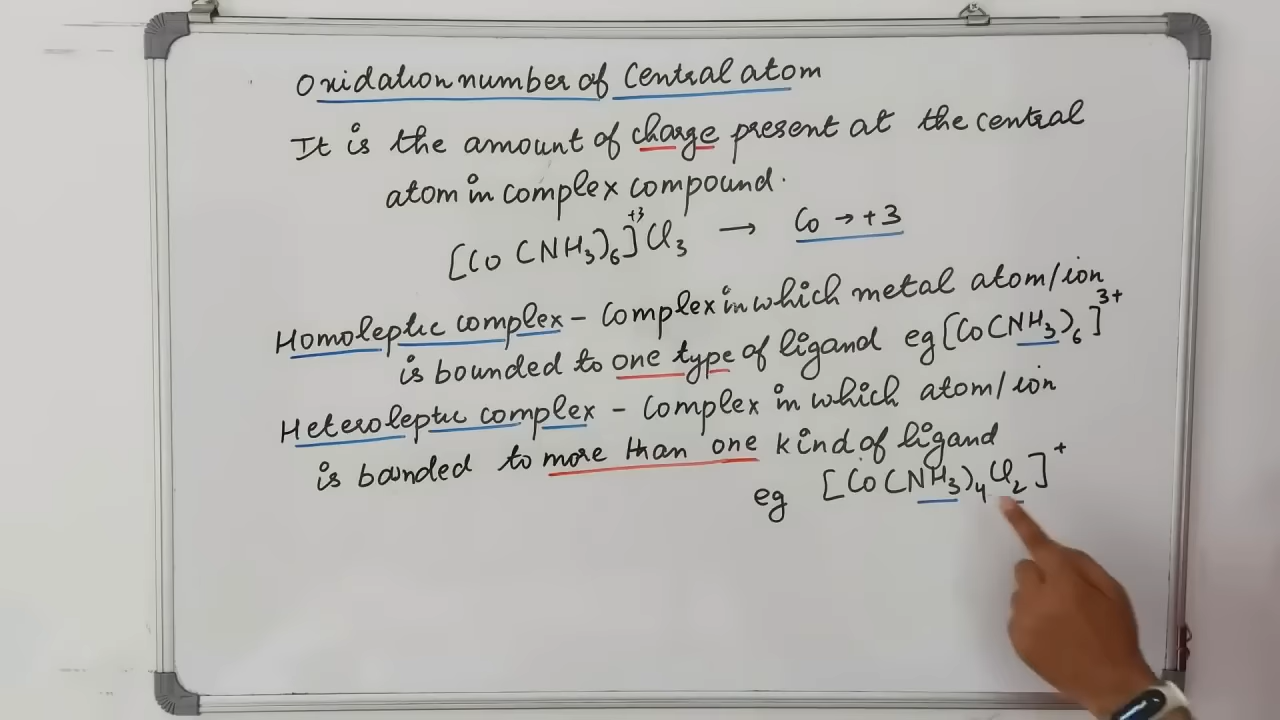 Oxidation number of Central atom
It is the amount of charge present at the central
atom in complex compound.
[Co (NH3)6]+3 Cl3 → Co → +3
Homoleptic complex - Complex in which metal atom/ion
is bounded to one type of ligand eg [Co(NH3)6]3+
Heteroleptic complex - Complex in which atom/ion
is bounded to more than one kind of ligand
eg [Co(NH3)4Cl2]+